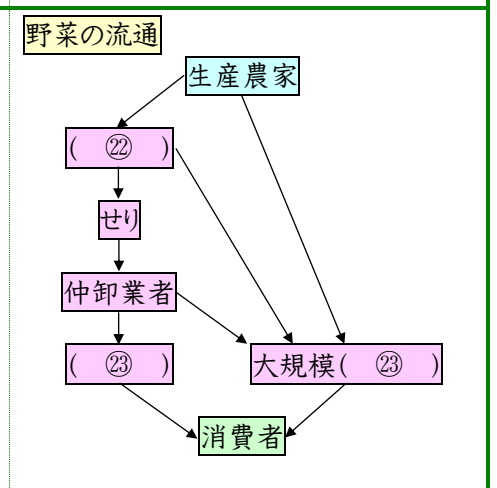 野菜の流通
生産農家
( ㉒ )
せり
仲卸業者
( ㉓ )
大規模( ㉓ )
消費者